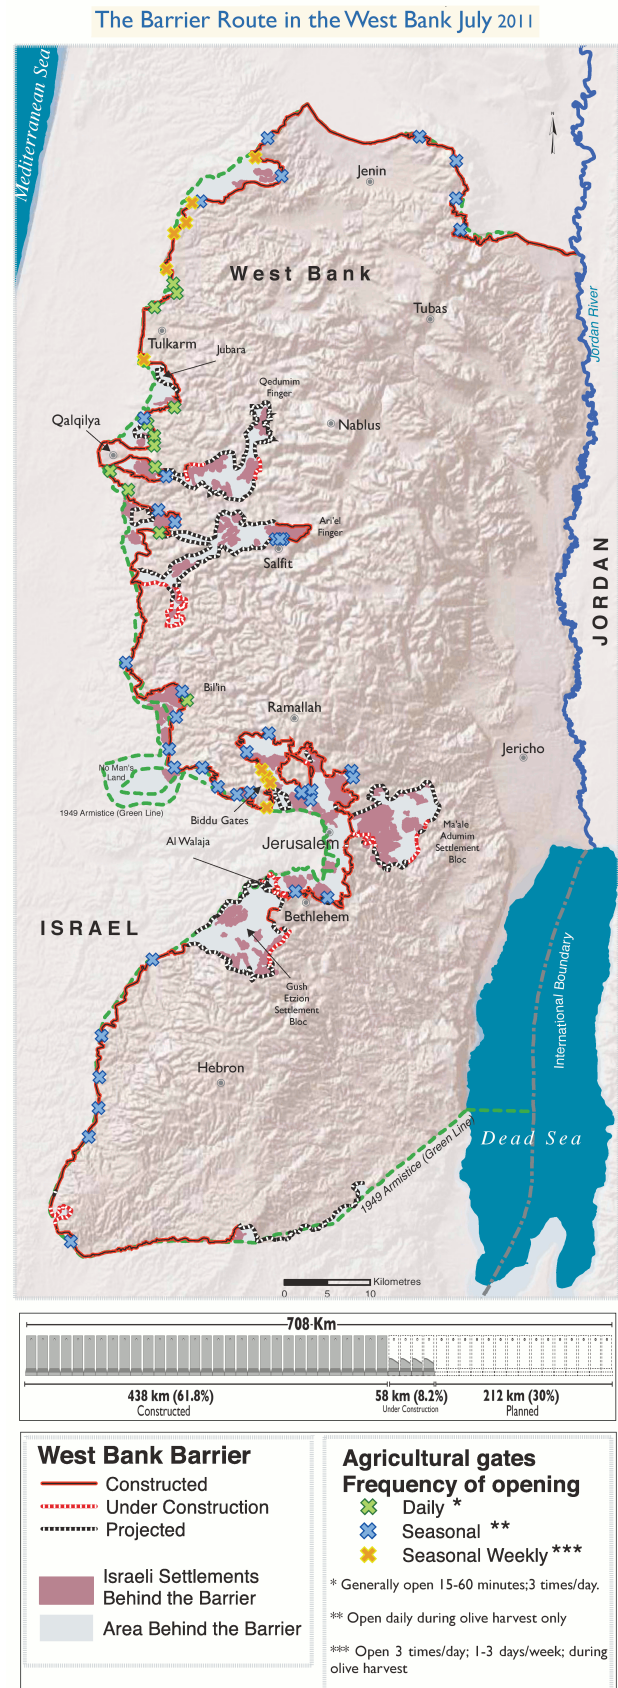 The Barrier Route in the West Bank July 2011
Mediterranean Sea
N
Jenin
West Bank
Jordan River
Tubas
Tulkarm
Jubara
Qedumim
Finger
Qalqilya
Nablus
Ari'el
Finger
Salfit
JORDAN
Bil'in
Ramallah
Jericho
No Man's
Land
1949 Armistice (Green Line)
Biddu Gates
Al Walaja
Jerusalem
Ma'ale
Adumim
Settlement
Bloc
Bethlehem
ISRAEL
International Boundary
Gush
Etzion
Settlement
Bloc
Hebron
Dead Sea
1949 Armistice (Green Line)
Kilometres
0 5 10
708 Km
438 km (61.8%)
Constructed
58 km (8.2%)
Under Construction
212 km (30%)
Planned
West Bank Barrier
Constructed
Under Construction
Projected
Israeli Settlements
Behind the Barrier
Area Behind the Barrier
Agricultural gates
Frequency of opening
Daily *
Seasonal **
Seasonal Weekly ***
* Generally open 15-60 minutes;3 times/day.
** Open daily during olive harvest only
*** Open 3 times/day; 1-3 days/week; during
olive harvest